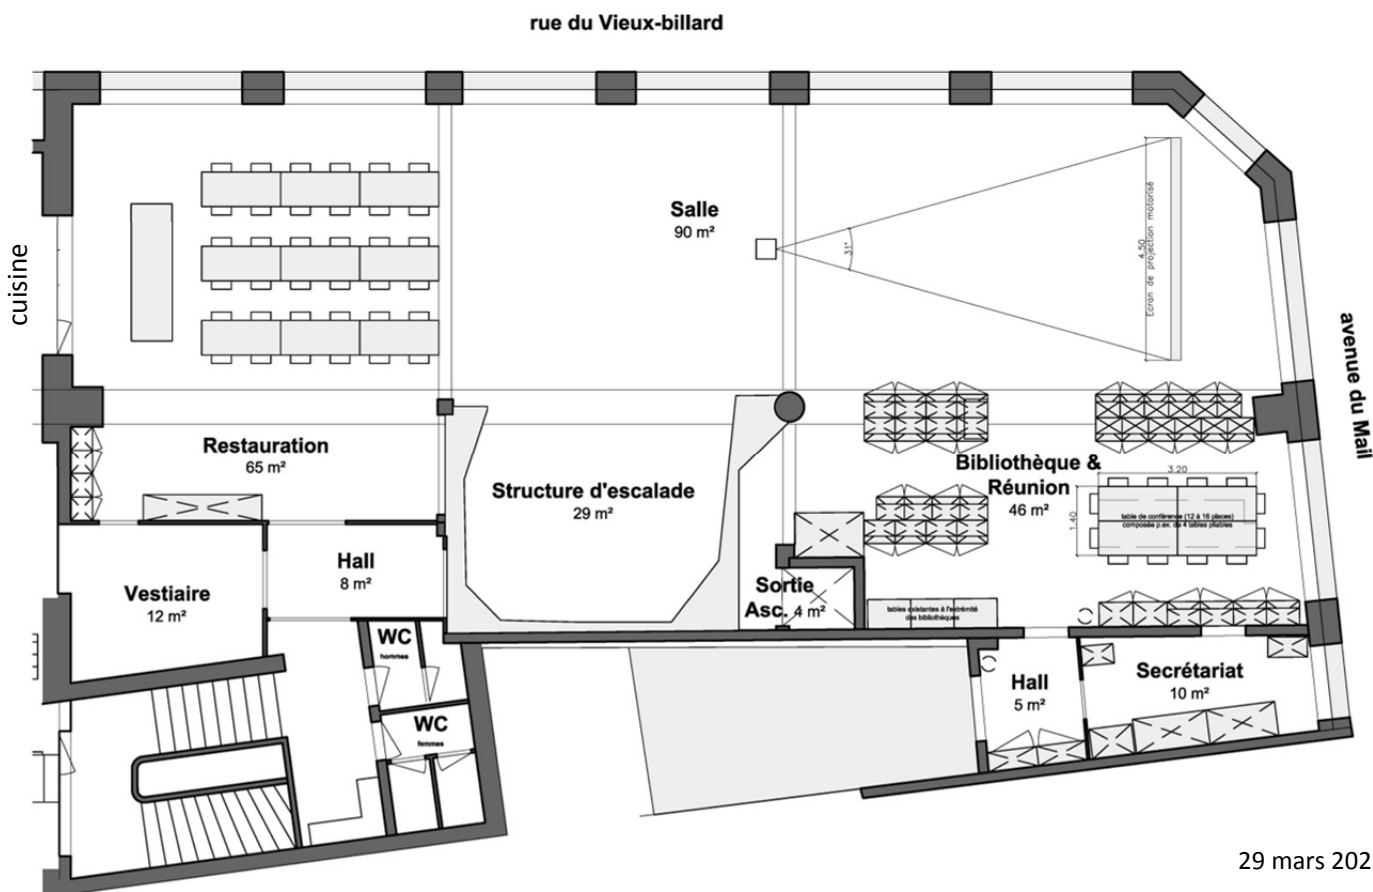 rue du Vieux-billard
cuisine
Salle
90 m²
31°
4.50
Ecran de projection motorisé
avenue du Mail
Restauration
65 m²
Structure d'escalade
29 m²
Bibliothèque &
Réunion
46 m²
3.20
1.40
table de conférence (12 à 16 places)
composée p.ex. de 4 tables pliables
Vestiaire
12 m²
Hall
8 m²
Sortie
Asc. 4 m²
tables existantes à l'extrémité
des bibliothèques
WC
hommes
WC
femmes
Hall
5 m²
Secrétariat
10 m²
29 mars 202